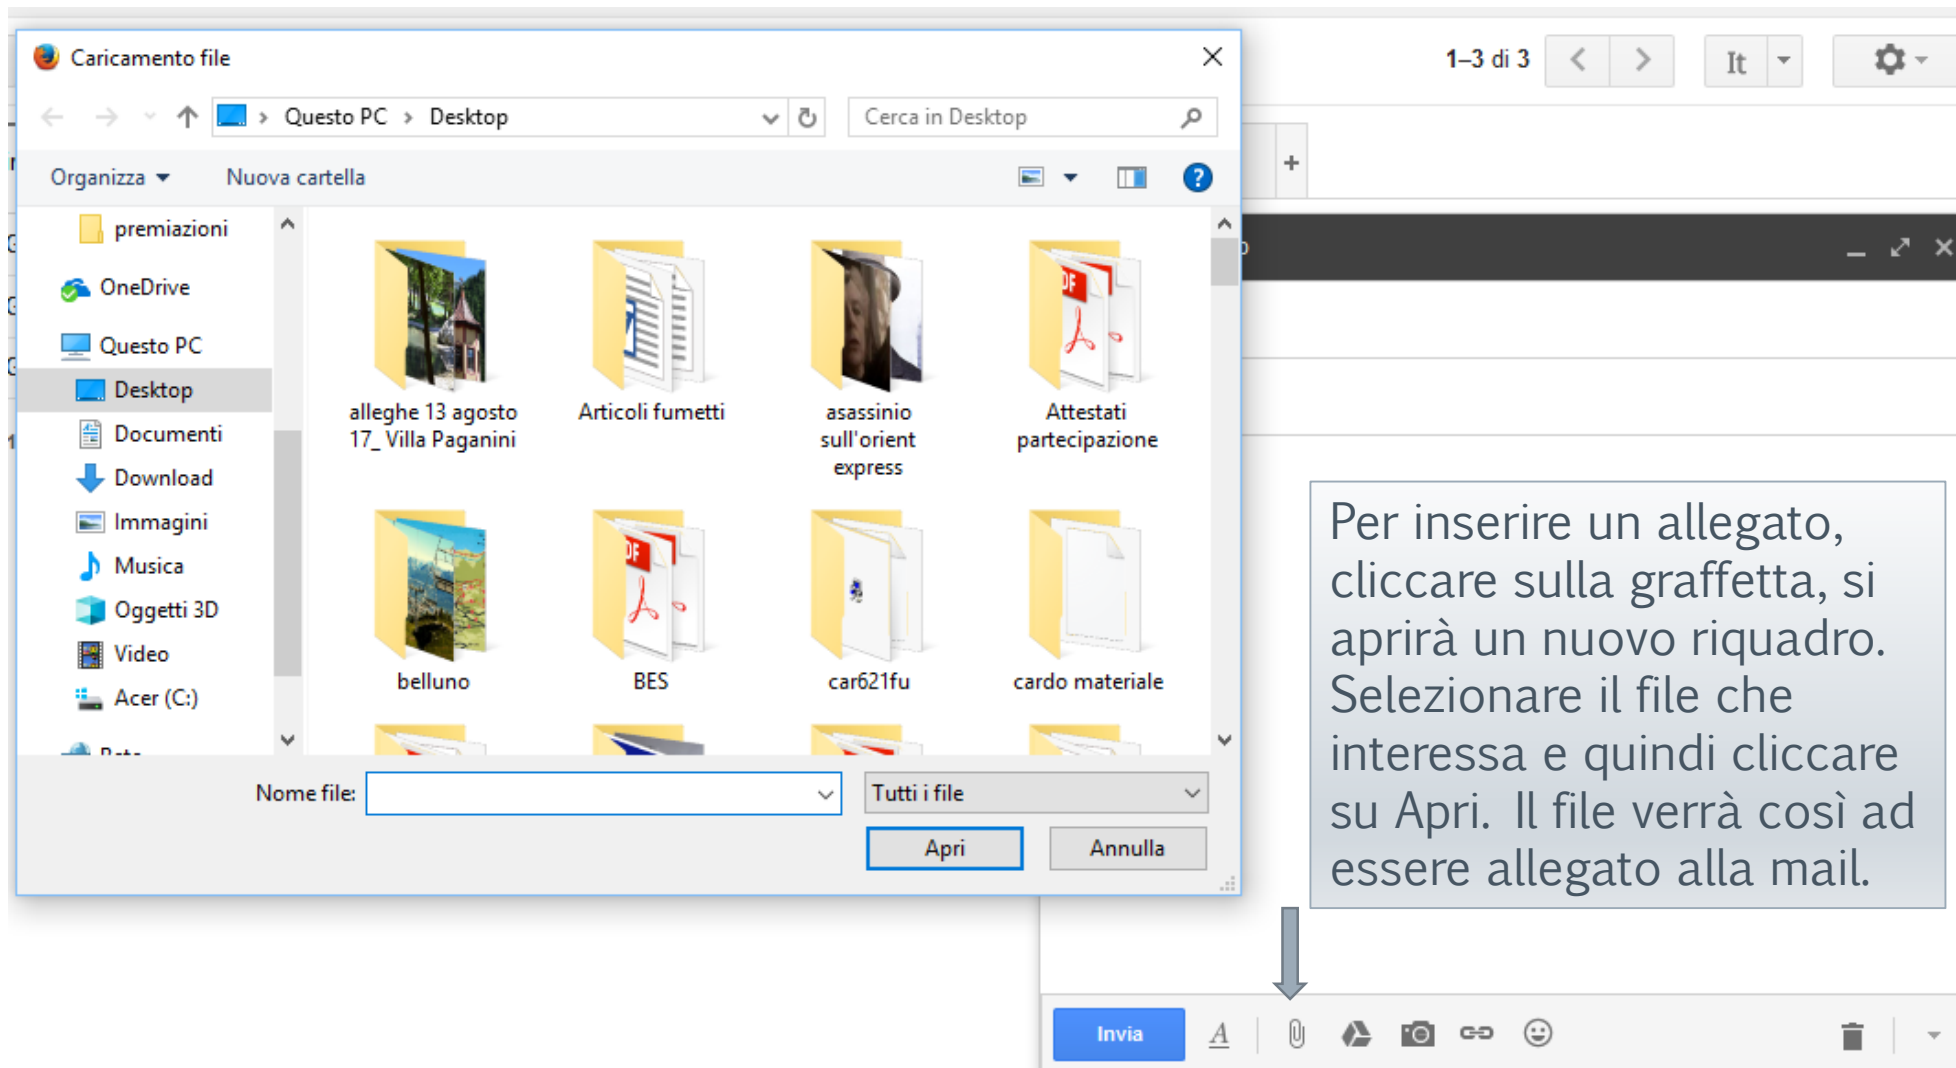 Caricamento file
1–3 di 3
It
Questo PC > Desktop
Cerca in Desktop
Organizza
Nuova cartella
premiazioni
OneDrive
Questo PC
Desktop
Documenti
Download
Immagini
Musica
Oggetti 3D
Video
Acer (C:)
alleghe 13 agosto
17_ Villa Paganini
Articoli fumetti
asassinio
sull'orient
express
Attestati
partecipazione
belluno
BES
car621fu
cardo materiale
Nome file:
Tutti i file
Apri
Annulla
Per inserire un allegato,
cliccare sulla graffetta, si
aprirà un nuovo riquadro.
Selezionare il file che
interessa e quindi cliccare
su Apri. Il file verrà così ad
essere allegato alla mail.
Invia
A